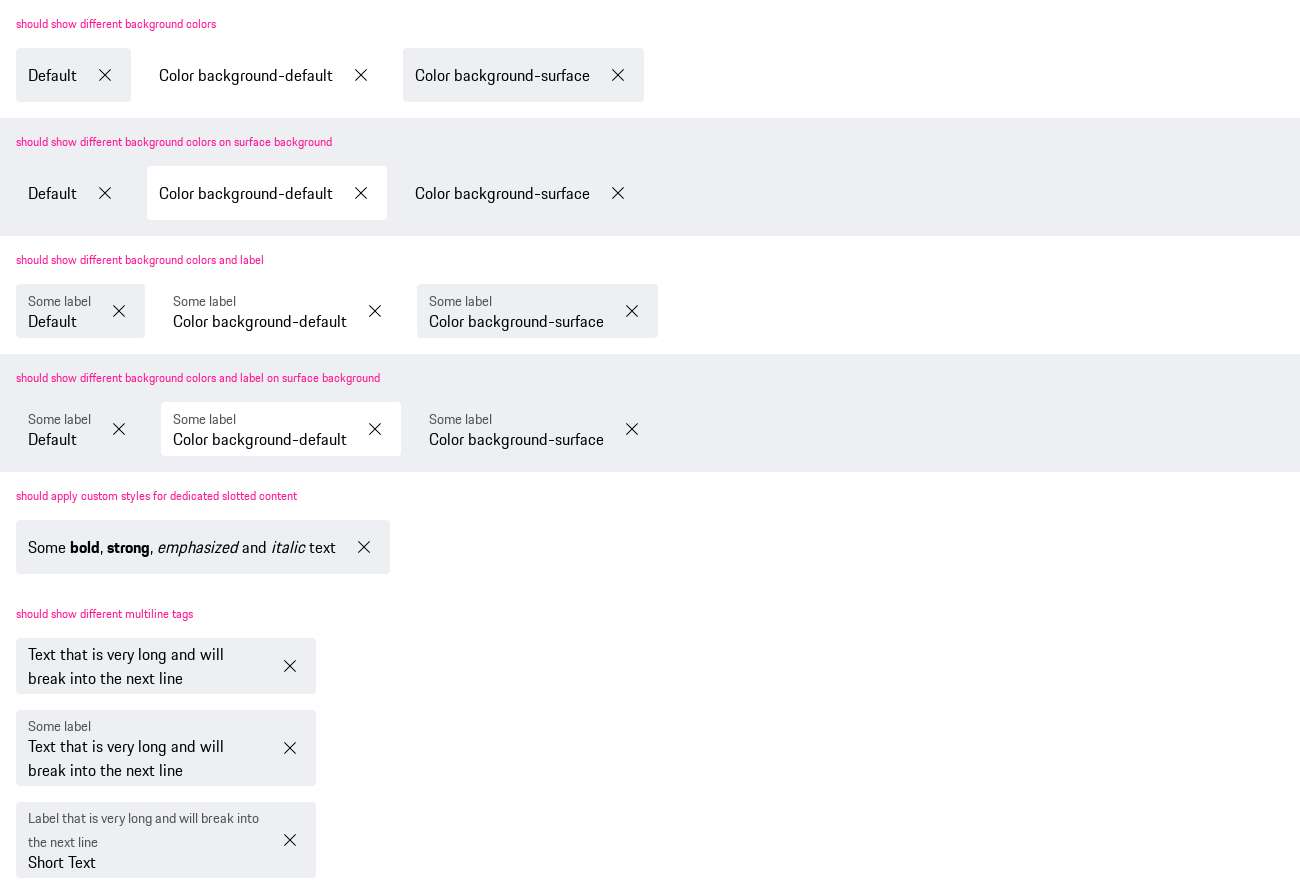 should show different background colors
Default
Color background-default
Color background-surface
should show different background colors on surface background
Default
Color background-default
Color background-surface
should show different background colors and label
Some label
Default
Some label
Color background-default
Some label
Color background-surface
should show different background colors and label on surface background
Some label
Default
Some label
Color background-default
Some label
Color background-surface
should apply custom styles for dedicated slotted content
Some bold, strong, emphasized and italic text
should show different multiline tags
Text that is very long and will
break into the next line
Some label
Text that is very long and will
break into the next line
Label that is very long and will break into
the next line
Short Text